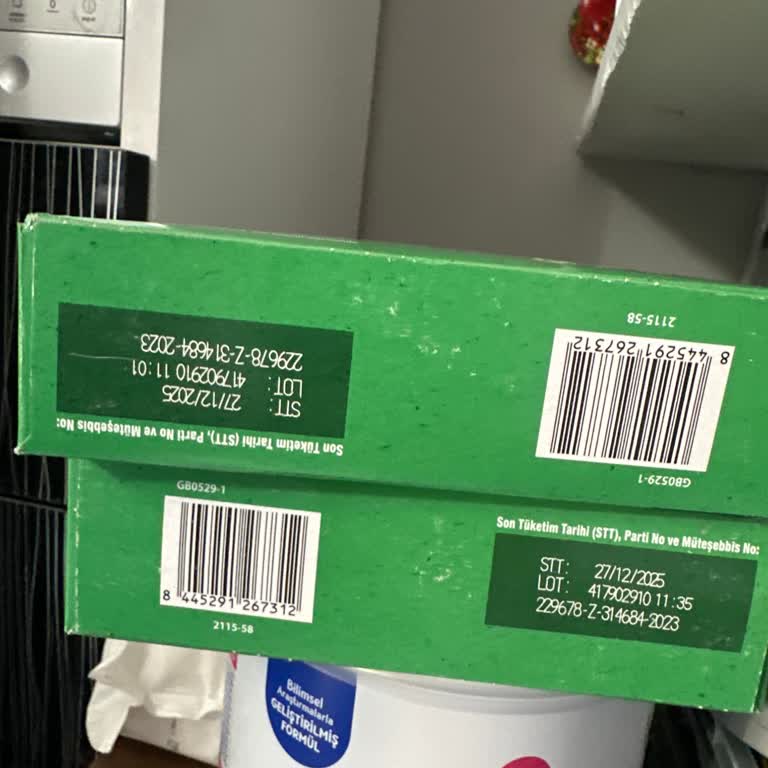 Son Tüketim Tarihi (STT), Parti No ve Müteşebbis No:
STT: 27/12/2025
LOT: 417902910 11:01
229678-Z-314684-2023
GB0529-1
8 445291 267312
2115-58
GB0529-1
8 445291 267312
2115-58
Son Tüketim Tarihi (STT), Parti No ve Müteşebbis No:
STT: 27/12/2025
LOT: 417902910 11:35
229678-Z-314684-2023
Bilimsel
Araştırmalarla
GELİŞTİRİLMİŞ
FORMÜL